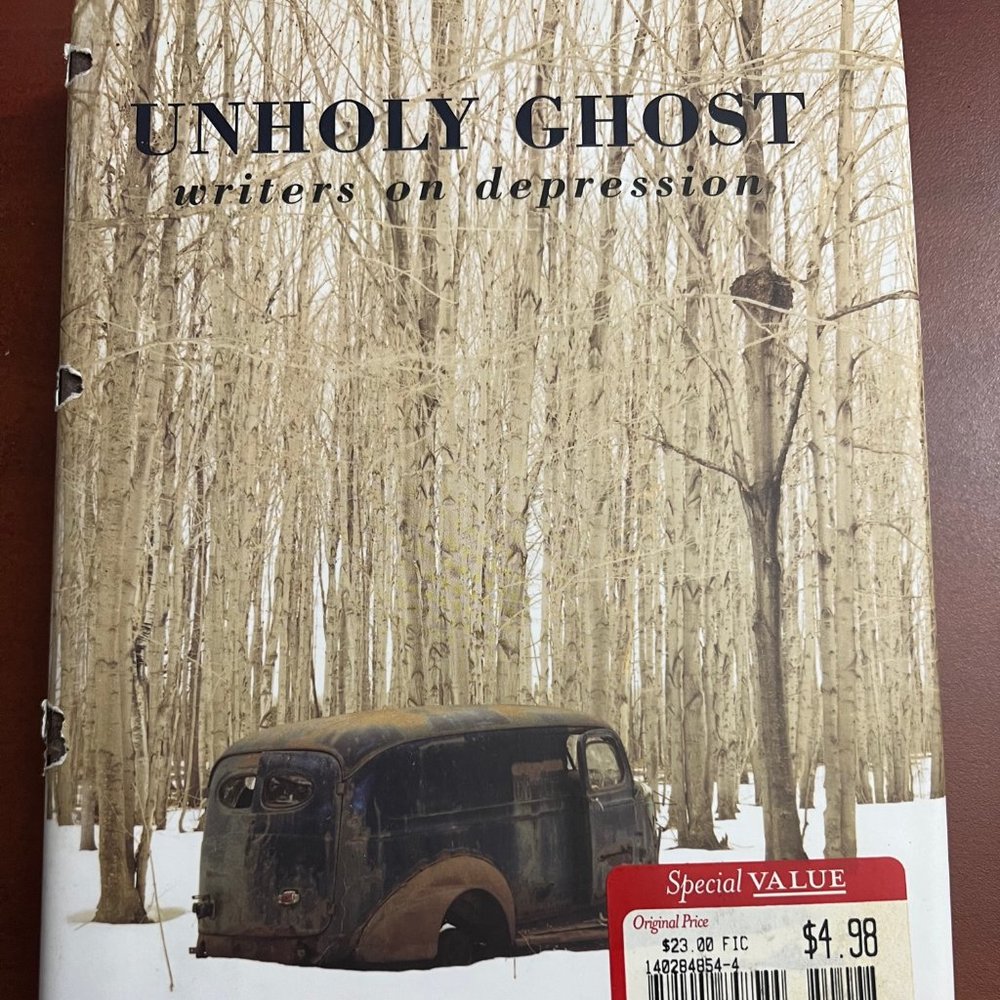 UNHOLY GHOST
writers on depression
Special VALUE
Original Price
$23.00 FIC
$4.98
140284854-4